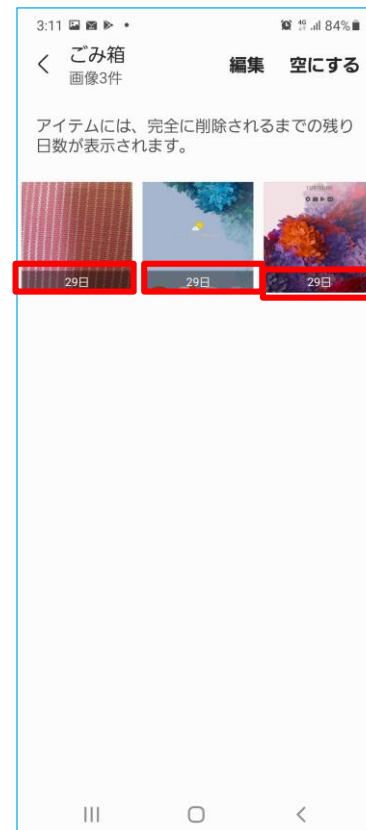 3:11 84%
ごみ箱
画像3件
編集 空にする
アイテムには、完全に削除されるまでの残り
日数が表示されます。
29日 29日 29日